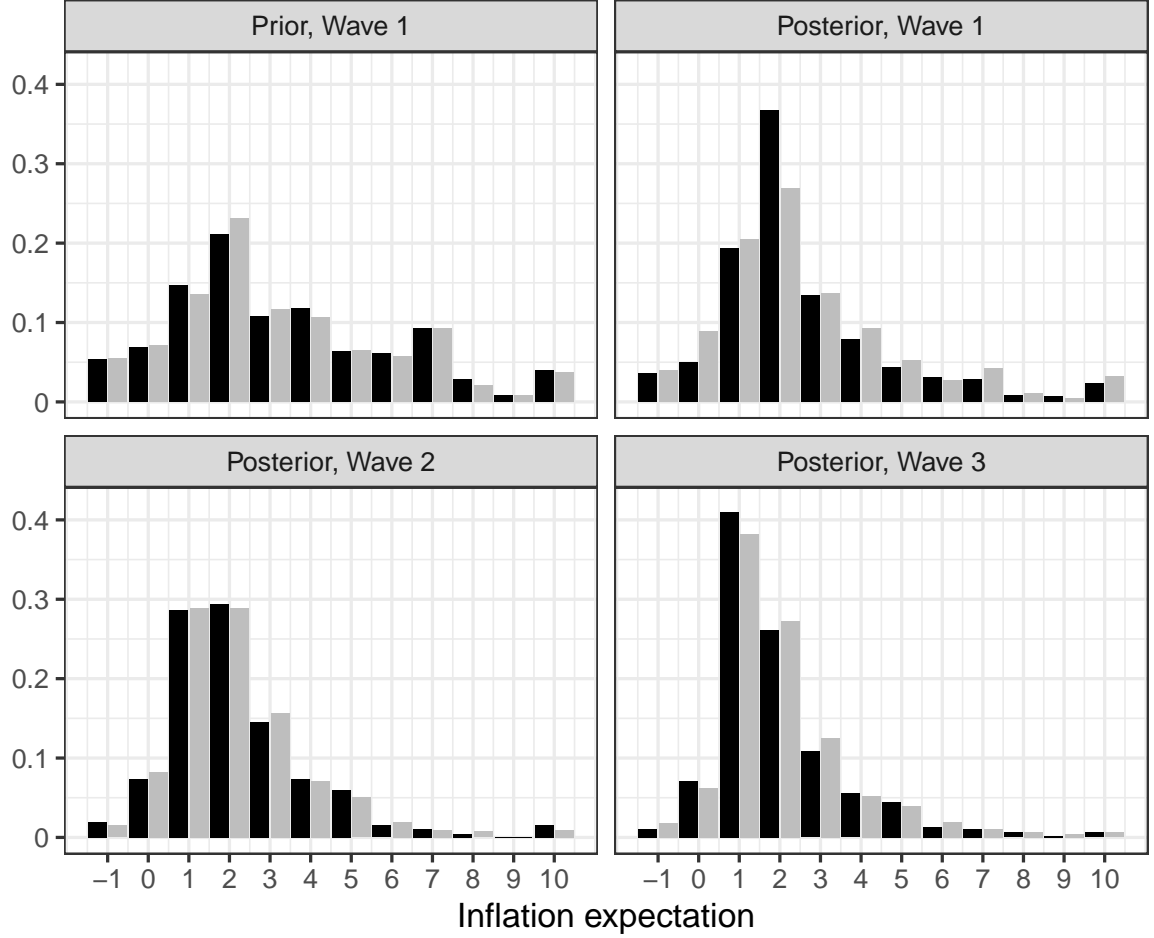 Prior, Wave 1
Posterior, Wave 1
0.4
0.3
0.2
0.1
0
Posterior, Wave 2
Posterior, Wave 3
0.4
0.3
0.2
0.1
0
−1 0 1 2 3 4 5 6 7 8 9 10
−1 0 1 2 3 4 5 6 7 8 9 10
Inflation expectation